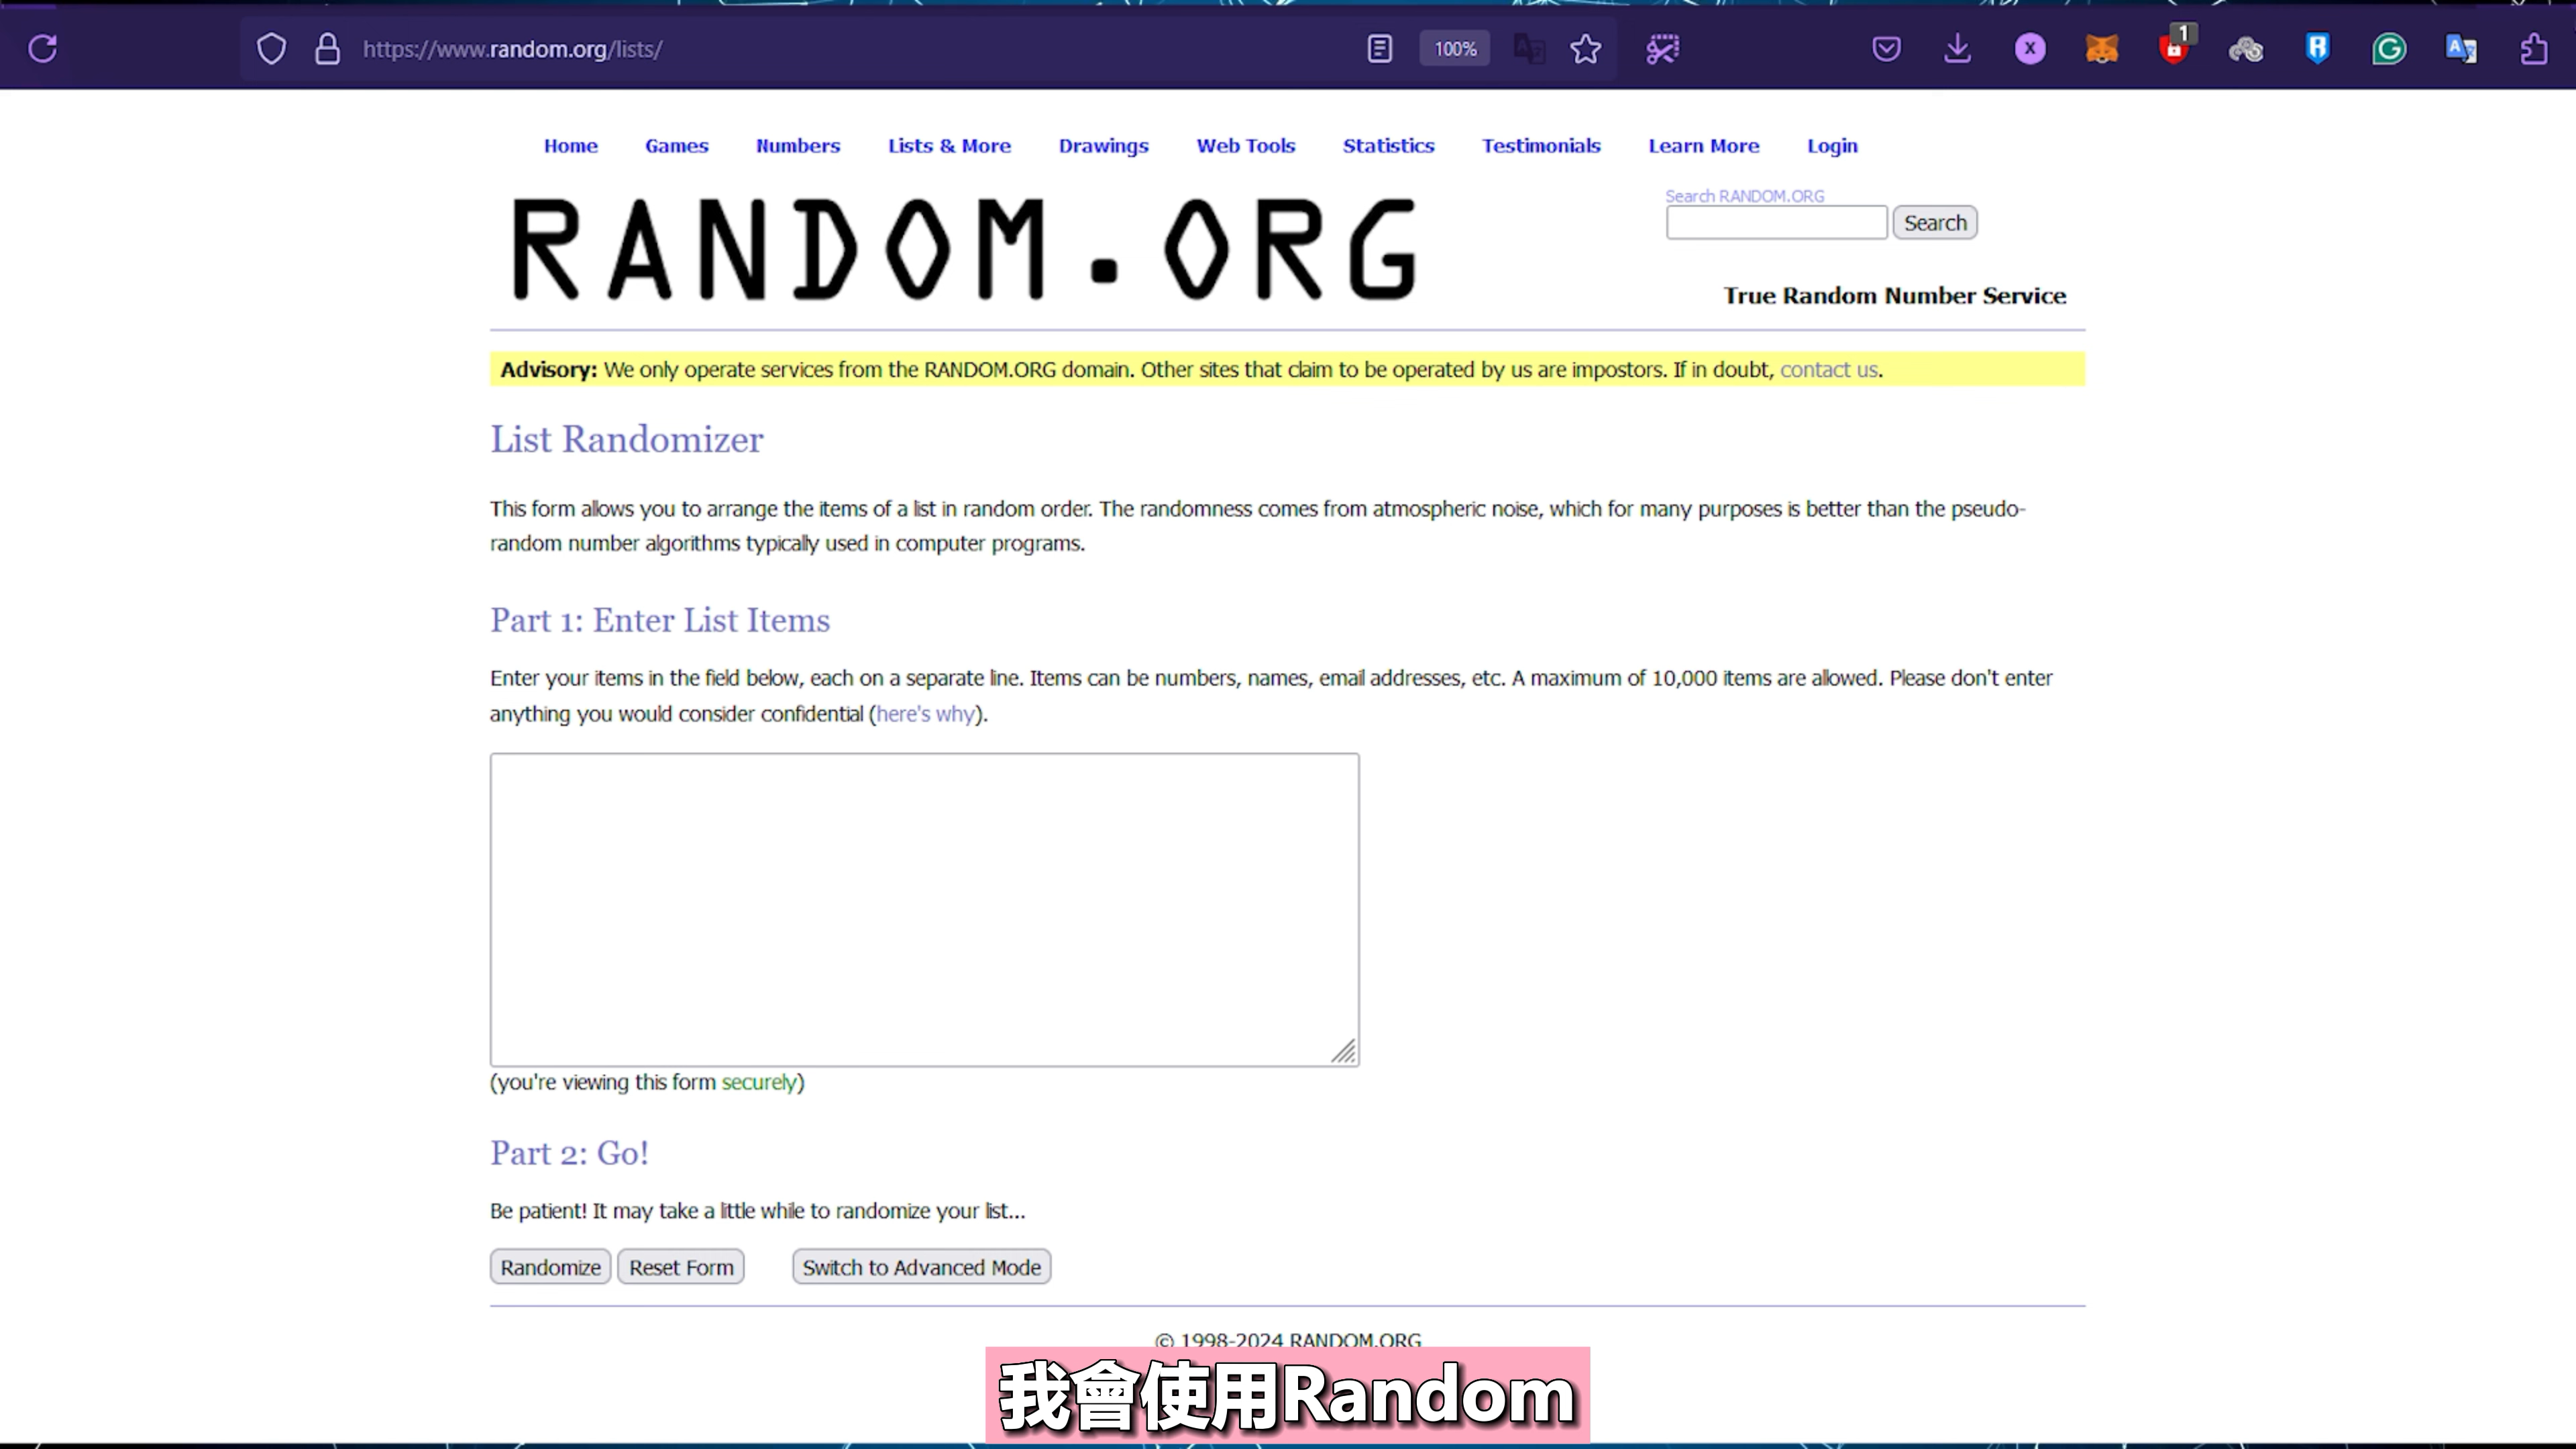 https://www.random.org/lists/
100%
1
Home Games Numbers Lists & More Drawings Web Tools Statistics Testimonials Learn More Login
RANDOM.ORG
Search RANDOM.ORG
Search
True Random Number Service
Advisory: We only operate services from the RANDOM.ORG domain. Other sites that claim to be operated by us are impostors. If in doubt, contact us.
List Randomizer
This form allows you to arrange the items of a list in random order. The randomness comes from atmospheric noise, which for many purposes is better than the pseudo-
random number algorithms typically used in computer programs.
Part 1: Enter List Items
Enter your items in the field below, each on a separate line. Items can be numbers, names, email addresses, etc. A maximum of 10,000 items are allowed. Please don't enter
anything you would consider confidential (here's why).
(you're viewing this form securely)
Part 2: Go!
Be patient! It may take a little while to randomize your list...
Randomize Reset Form Switch to Advanced Mode
© 1998-2024 RANDOM.ORG
我會使用Random